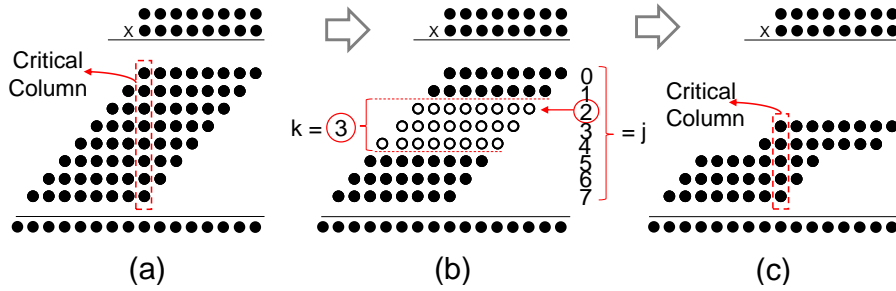 x
x
x
Critical
Column
0
1
k = 3
2
3
4
= j
5
6
7
Critical
Column
(a)
(b)
(c)